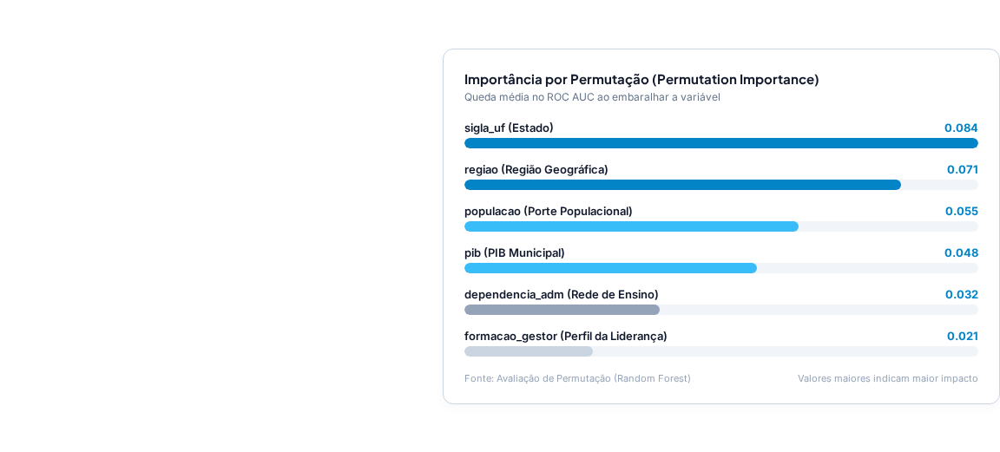 Importância por Permutação (Permutation Importance)
Queda média no ROC AUC ao embaralhar a variável
sigla_uf (Estado) 0.084
regiao (Região Geográfica) 0.071
populacao (Porte Populacional) 0.055
pib (PIB Municipal) 0.048
dependencia_adm (Rede de Ensino) 0.032
formacao_gestor (Perfil da Liderança) 0.021
Fonte: Avaliação de Permutação (Random Forest) Valores maiores indicam maior impacto